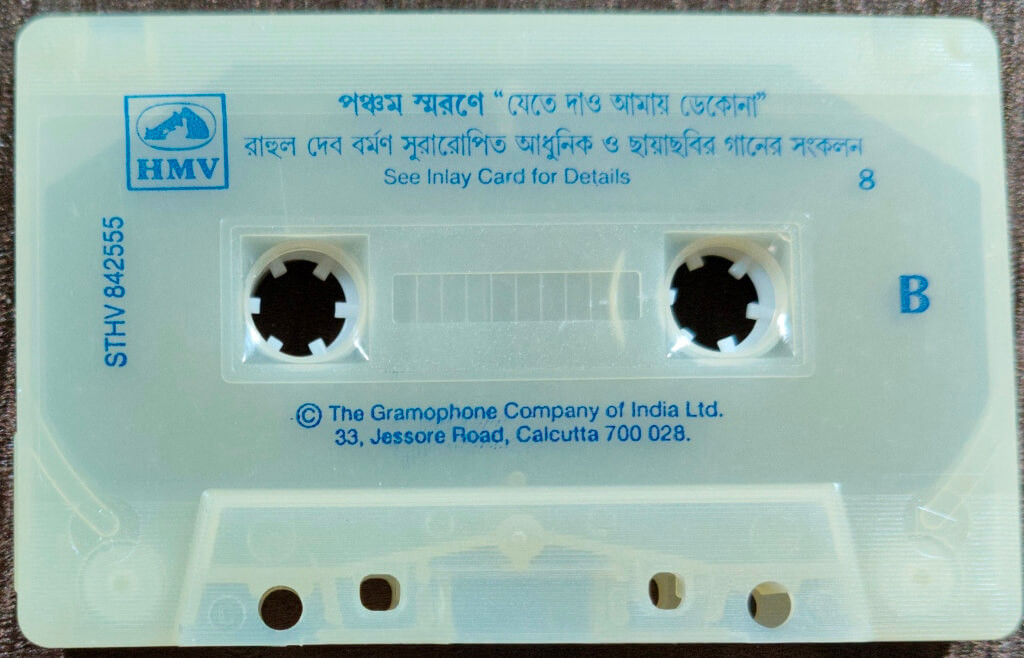 পঞ্চম স্মরণে “যেতে দাও আমায় ডেকোনা”
HMV
রাহুল দেব বর্মণ সুরারোপিত আধুনিক ও ছায়াছবির গানের সংকলন
See Inlay Card for Details
8
STHV 842555
B
© The Gramophone Company of India Ltd.
33, Jessore Road, Calcutta 700 028.